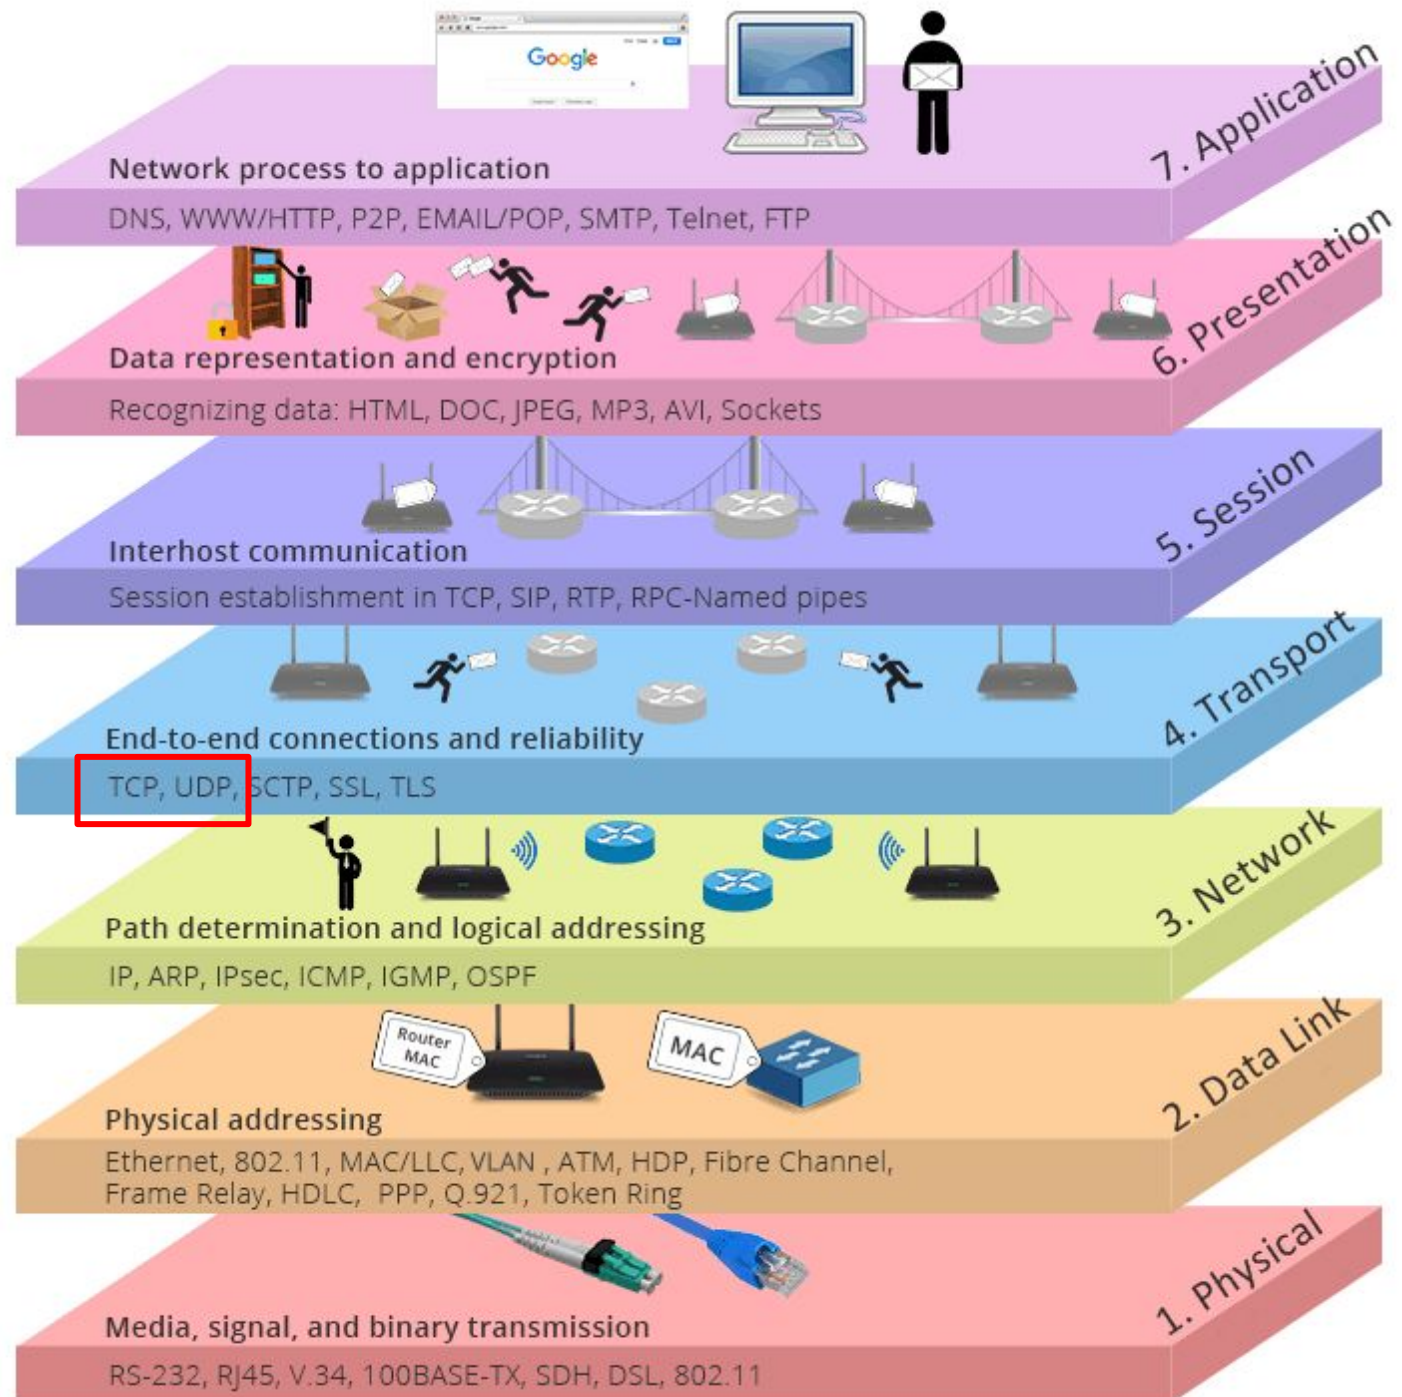 Google
7. Application
Network process to application
DNS, WWW/HTTP, P2P, EMAIL/POP, SMTP, Telnet, FTP
6. Presentation
Data representation and encryption
Recognizing data: HTML, DOC, JPEG, MP3, AVI, Sockets
5. Session
Interhost communication
Session establishment in TCP, SIP, RTP, RPC-Named pipes
4. Transport
End-to-end connections and reliability
TCP, UDP, SCTP, SSL, TLS
3. Network
Path determination and logical addressing
IP, ARP, IPsec, ICMP, IGMP, OSPF
Router
MAC
MAC
2. Data Link
Physical addressing
Ethernet, 802.11, MAC/LLC, VLAN , ATM, HDP, Fibre Channel,
Frame Relay, HDLC, PPP, Q.921, Token Ring
1. Physical
Media, signal, and binary transmission
RS-232, RJ45, V.34, 100BASE-TX, SDH, DSL, 802.11